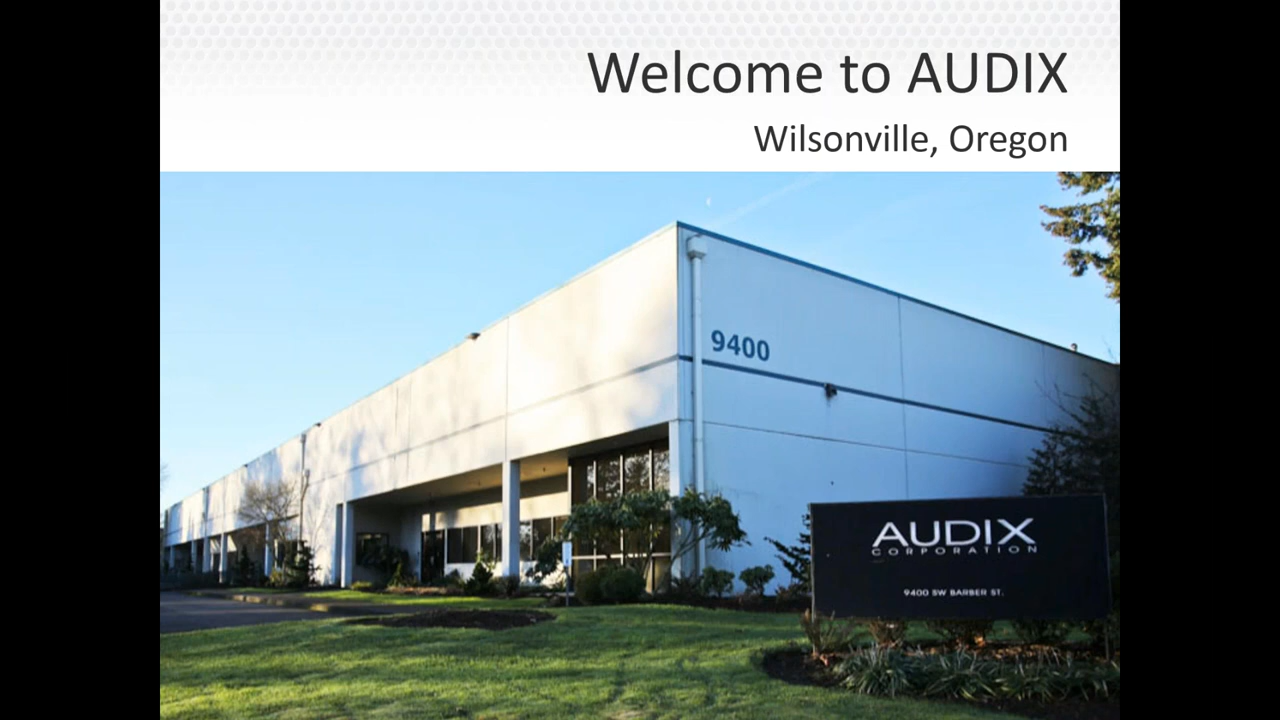 Welcome to AUDIX
Wilsonville, Oregon
9400
AUDIX
CORPORATION
9400 SW BARBER ST.